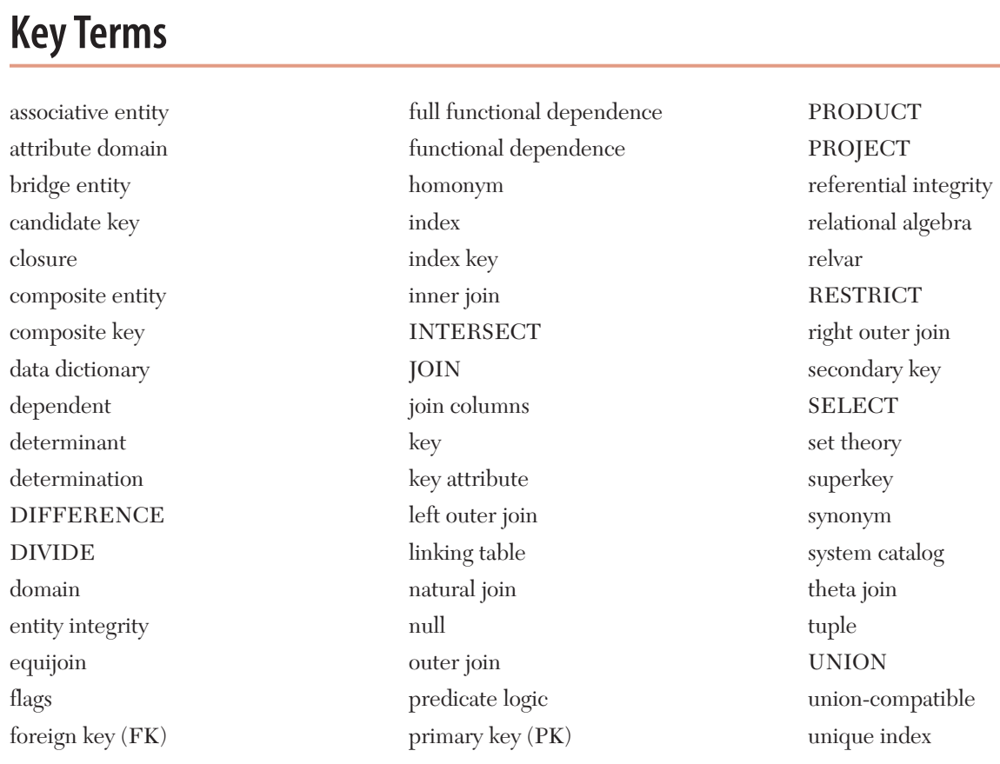 Key Terms
associative entity
attribute domain
bridge entity
candidate key
closure
composite entity
composite key
data dictionary
dependent
determinant
determination
DIFFERENCE
DIVIDE
domain
entity integrity
equijoin
flags
foreign key (FK)
full functional dependence
functional dependence
homonym
index
index key
inner join
INTERSECT
JOIN
join columns
key
key attribute
left outer join
linking table
natural join
null
outer join
predicate logic
primary key (PK)
PRODUCT
PROJECT
referential integrity
relational algebra
relvar
RESTRICT
right outer join
secondary key
SELECT
set theory
superkey
synonym
system catalog
theta join
tuple
UNION
union-compatible
unique index